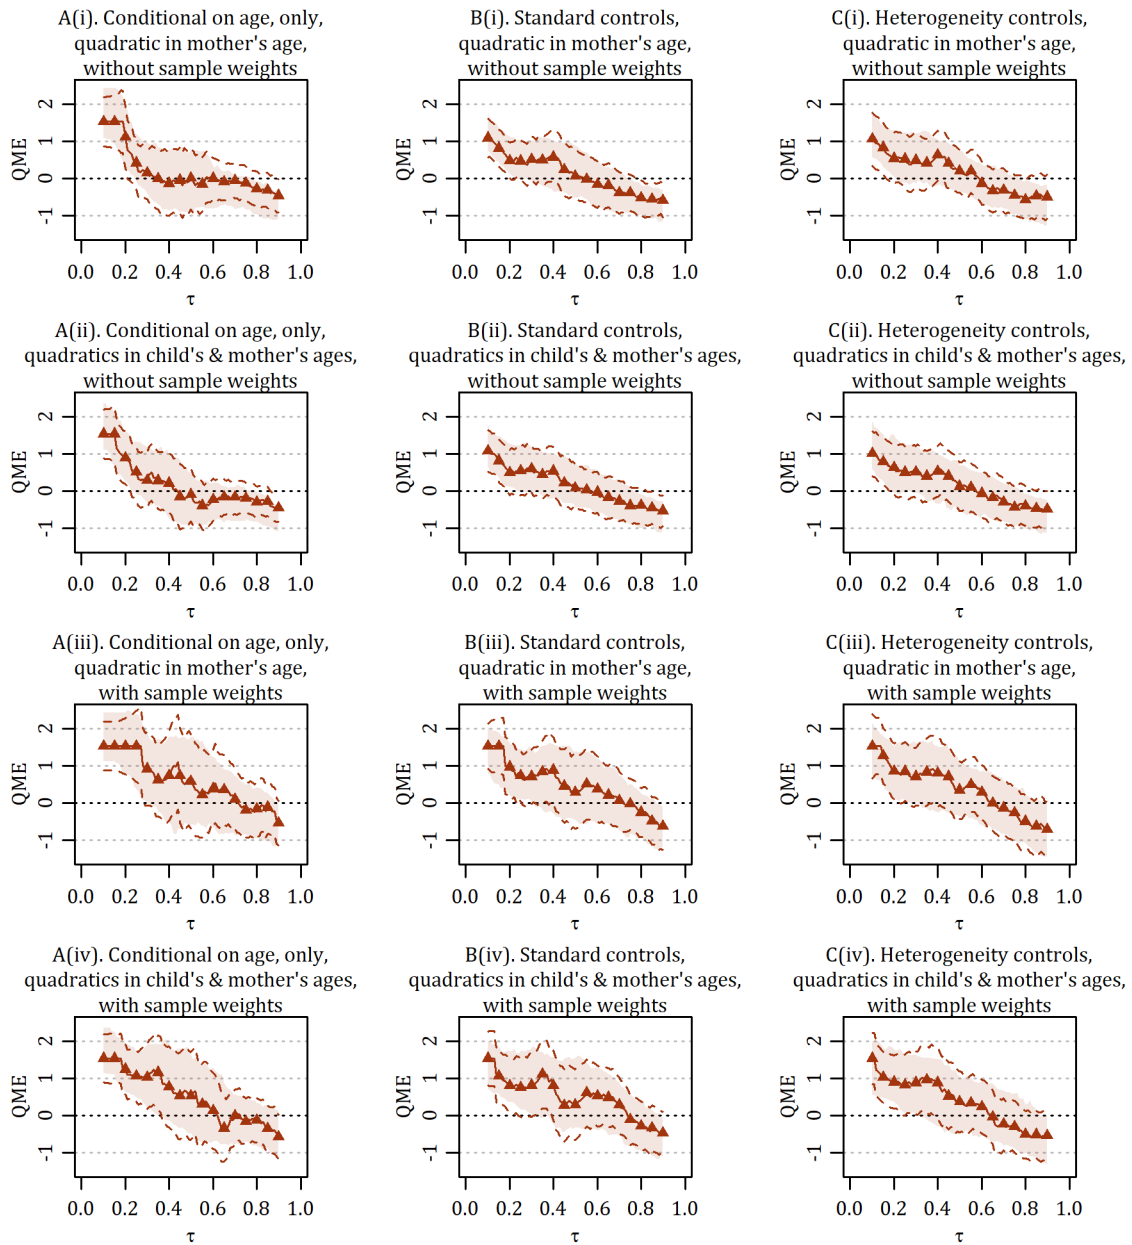 A(i). Conditional on age, only,
quadratic in mother's age,
without sample weights
QME
2
1
0
-1
0.0 0.2 0.4 0.6 0.8 1.0
τ
B(i). Standard controls,
quadratic in mother's age,
without sample weights
QME
2
1
0
-1
0.0 0.2 0.4 0.6 0.8 1.0
τ
C(i). Heterogeneity controls,
quadratic in mother's age,
without sample weights
QME
2
1
0
-1
0.0 0.2 0.4 0.6 0.8 1.0
τ
A(ii). Conditional on age, only,
quadratics in child's & mother's ages,
without sample weights
QME
2
1
0
-1
0.0 0.2 0.4 0.6 0.8 1.0
τ
B(ii). Standard controls,
quadratics in child's & mother's ages,
without sample weights
QME
2
1
0
-1
0.0 0.2 0.4 0.6 0.8 1.0
τ
C(ii). Heterogeneity controls,
quadratics in child's & mother's ages,
without sample weights
QME
2
1
0
-1
0.0 0.2 0.4 0.6 0.8 1.0
τ
A(iii). Conditional on age, only,
quadratic in mother's age,
with sample weights
QME
2
1
0
-1
0.0 0.2 0.4 0.6 0.8 1.0
τ
B(iii). Standard controls,
quadratic in mother's age,
with sample weights
QME
2
1
0
-1
0.0 0.2 0.4 0.6 0.8 1.0
τ
C(iii). Heterogeneity controls,
quadratic in mother's age,
with sample weights
QME
2
1
0
-1
0.0 0.2 0.4 0.6 0.8 1.0
τ
A(iv). Conditional on age, only,
quadratics in child's & mother's ages,
with sample weights
QME
2
1
0
-1
0.0 0.2 0.4 0.6 0.8 1.0
τ
B(iv). Standard controls,
quadratics in child's & mother's ages,
with sample weights
QME
2
1
0
-1
0.0 0.2 0.4 0.6 0.8 1.0
τ
C(iv). Heterogeneity controls,
quadratics in child's & mother's ages,
with sample weights
QME
2
1
0
-1
0.0 0.2 0.4 0.6 0.8 1.0
τ